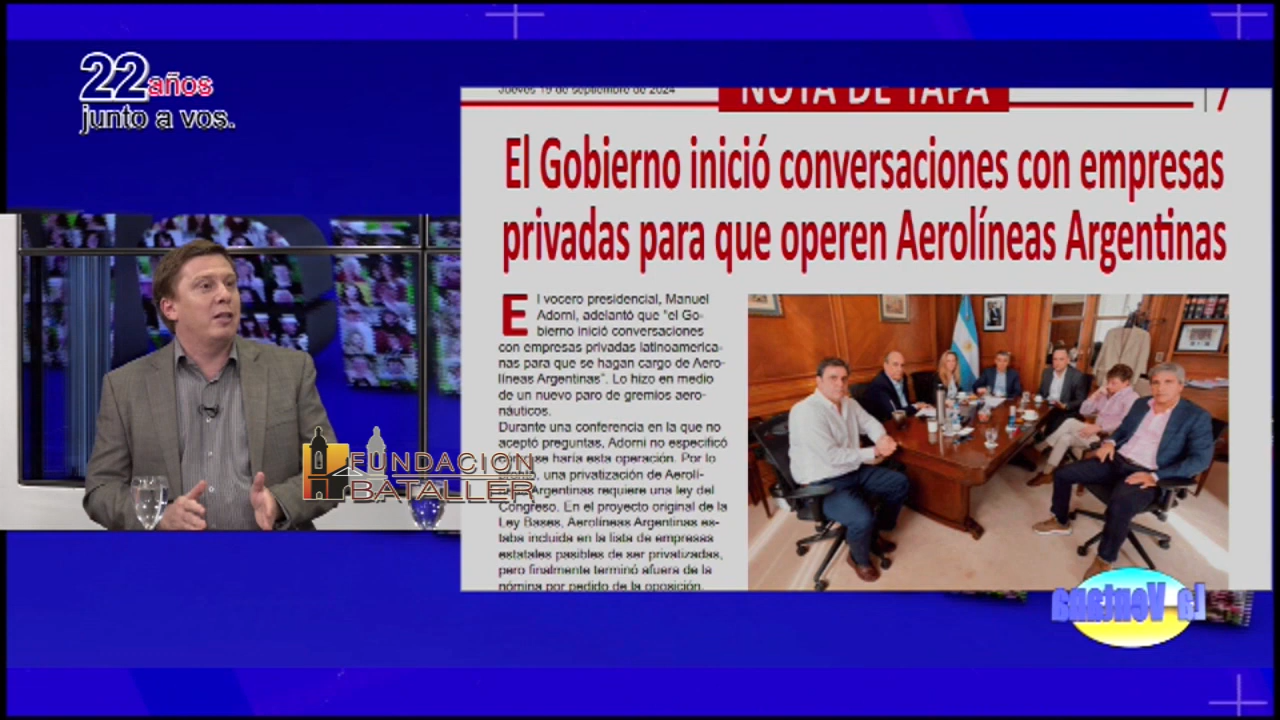 22 años
junto a vos.
Jueves 19 de septiembre de 2024
NOTA DE TAPA
7
El Gobierno inició conversaciones con empresas
privadas para que operen Aerolíneas Argentinas
El vocero presidencial, Manuel
Adorni, adelantó que "el Go-
bierno inició conversaciones
con empresas privadas latinoamerica-
nas para que se hagan cargo de Aero-
líneas Argentinas". Lo hizo en medio
de un nuevo paro de gremios aero-
náuticos.
Durante una conferencia en la que no
aceptó preguntas, Adorni no especificó
se haría esta operación. Por lo
una privatización de Aerolí-
Argentinas requiere una ley del
Congreso. En el proyecto original de la
Ley Bases, Aerolíneas Argentinas es-
taba incluida en la lista de empresas
estatales pasibles de ser privatizadas,
pero finalmente terminó afuera de la
nómina por pedido de la oposición.
FUNDACION
BATALLER
la Ventana